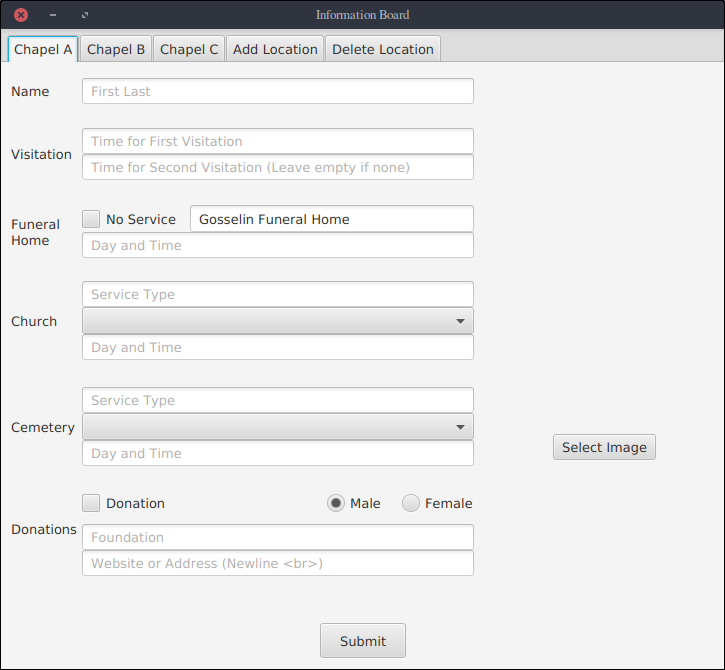 Information Board
Chapel A Chapel B Chapel C Add Location Delete Location
Name First Last
Visitation
Time for First Visitation
Time for Second Visitation (Leave empty if none)
Funeral
Home
No Service Gosselin Funeral Home
Day and Time
Church
Service Type
Day and Time
Cemetery
Service Type
Day and Time
Select Image
Donations
Donation Male Female
Foundation
Website or Address (Newline <br>)
Submit